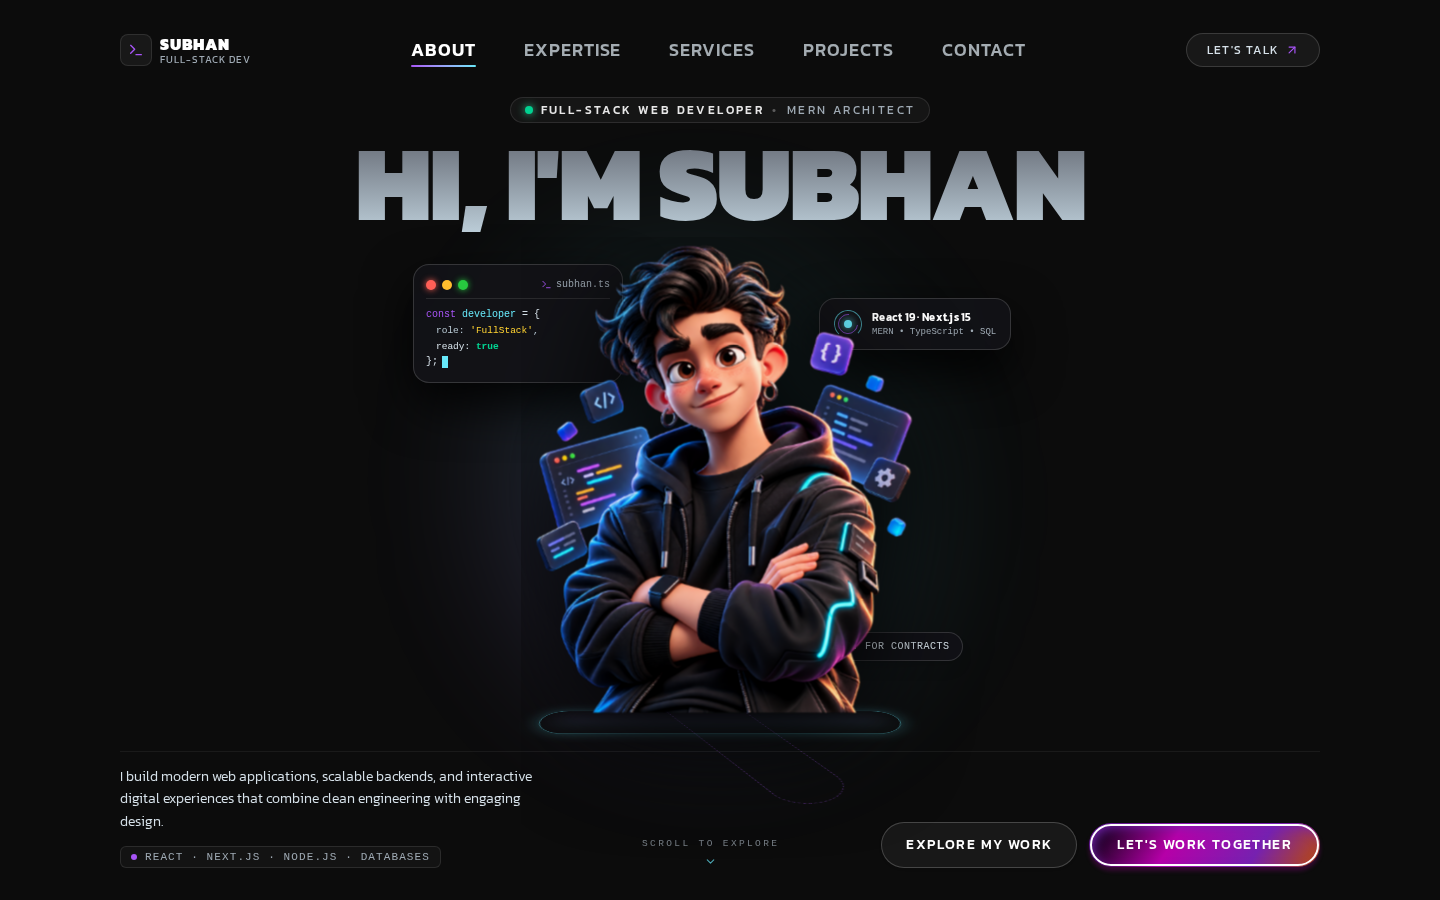 SUBHAN
FULL-STACK DEV
ABOUT
EXPERTISE
SERVICES
PROJECTS
CONTACT
LET'S TALK
FULL-STACK WEB DEVELOPER • MERN ARCHITECT
HI, I'M SUBHAN
subhan.ts
const developer = {
role: 'FullStack',
ready: true
};
React 19 · Next.js 15
MERN • TypeScript • SQL
{}
</>
</>
FOR CONTRACTS
I build modern web applications, scalable backends, and interactive
digital experiences that combine clean engineering with engaging
design.
REACT · NEXT.JS · NODE.JS · DATABASES
SCROLL TO EXPLORE
EXPLORE MY WORK
LET'S WORK TOGETHER